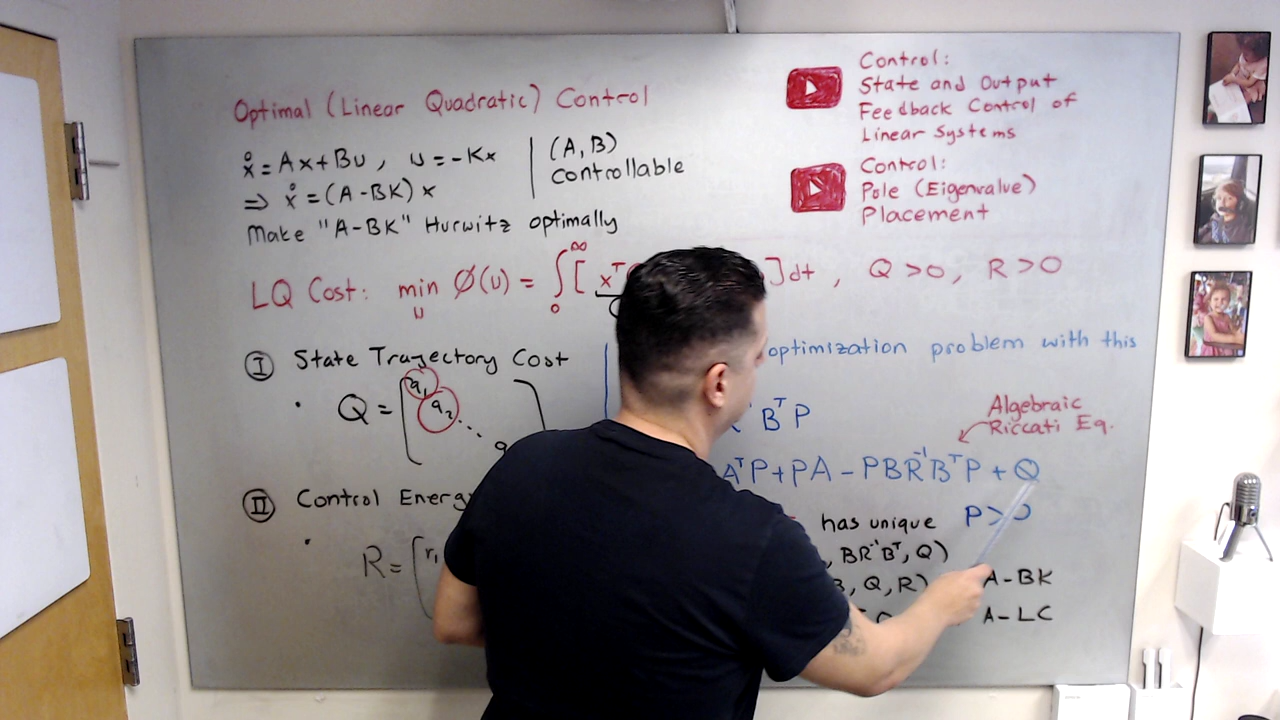 Optimal (Linear Quadratic) Control
ẋ = Ax + Bu , u = -Kx
⇒ ẋ = (A - BK) x
(A, B)
controllable
Make "A-BK" Hurwitz optimally
Control:
State and Output
Feedback Control of
Linear Systems
Control:
Pole (Eigenvalue)
Placement
LQ Cost: min Ø(u) = ∫ [ xᵀ ] dt , Q > 0 , R > 0
u
0
∞
I State Trajectory Cost
• Q = [ q₁
q₂
⋱
q
II Control Energy
•
R = [ r₁
optimization problem with this
BᵀP
Algebraic
Riccati Eq.
AᵀP + PA - PBR⁻¹BᵀP + Q
has unique P > 0
, BR⁻¹Bᵀ, Q)
, Q, R) A-BK
A-LC